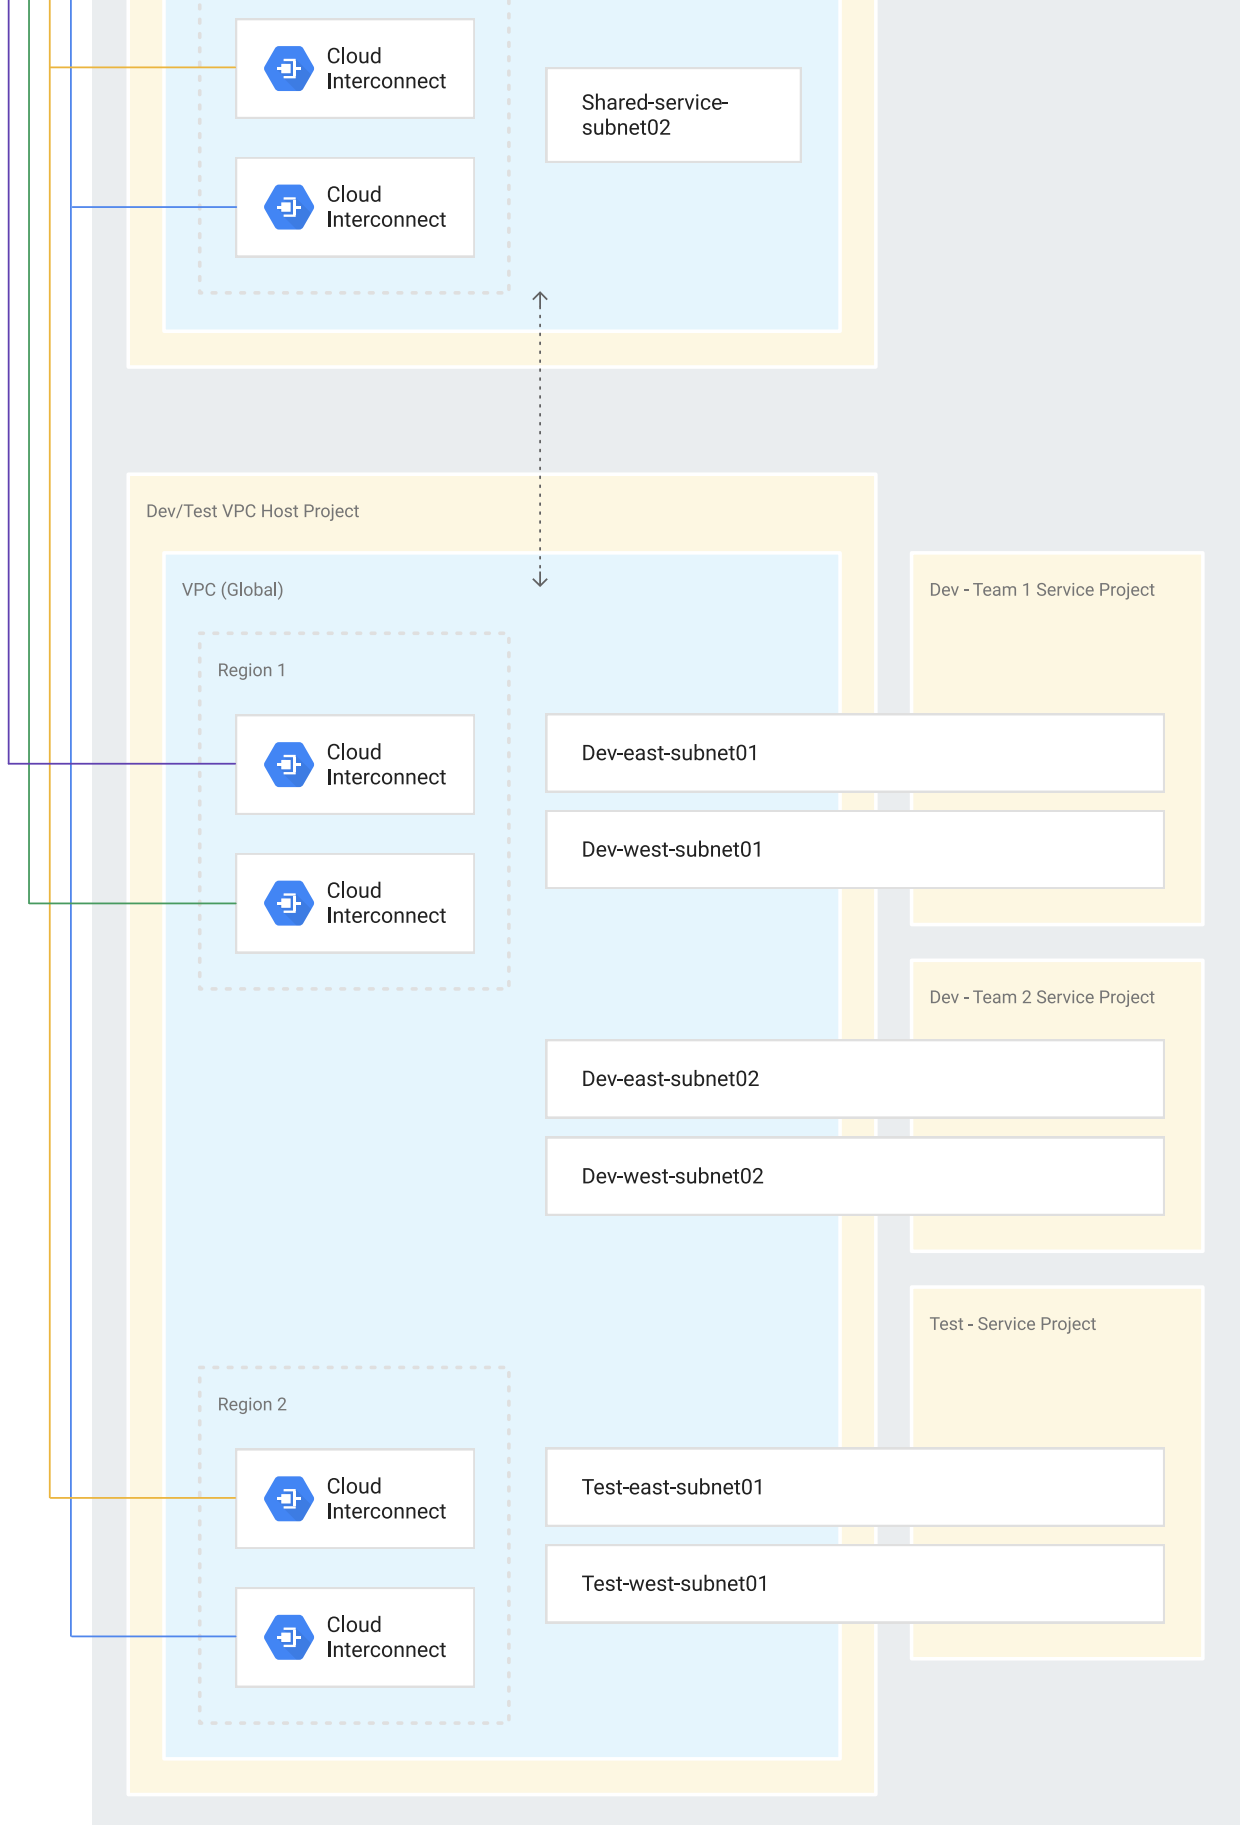 Cloud
Interconnect
Shared-service-
subnet02
Cloud
Interconnect
Dev/Test VPC Host Project
VPC (Global)
Dev - Team 1 Service Project
Region 1
Cloud
Interconnect
Dev-east-subnet01
Dev-west-subnet01
Cloud
Interconnect
Dev - Team 2 Service Project
Dev-east-subnet02
Dev-west-subnet02
Test - Service Project
Region 2
Cloud
Interconnect
Test-east-subnet01
Test-west-subnet01
Cloud
Interconnect